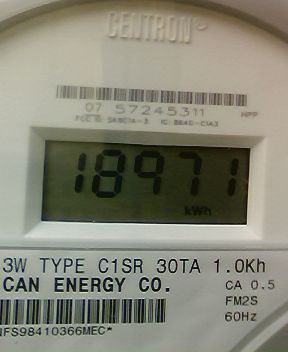 CENTRON
07 57245311 HPP
18971
kWh
3W TYPE C1SR 30TA 1.0Kh
CAN ENERGY CO. CA 0.5
FM2S
60Hz
NFS98410366MEC*